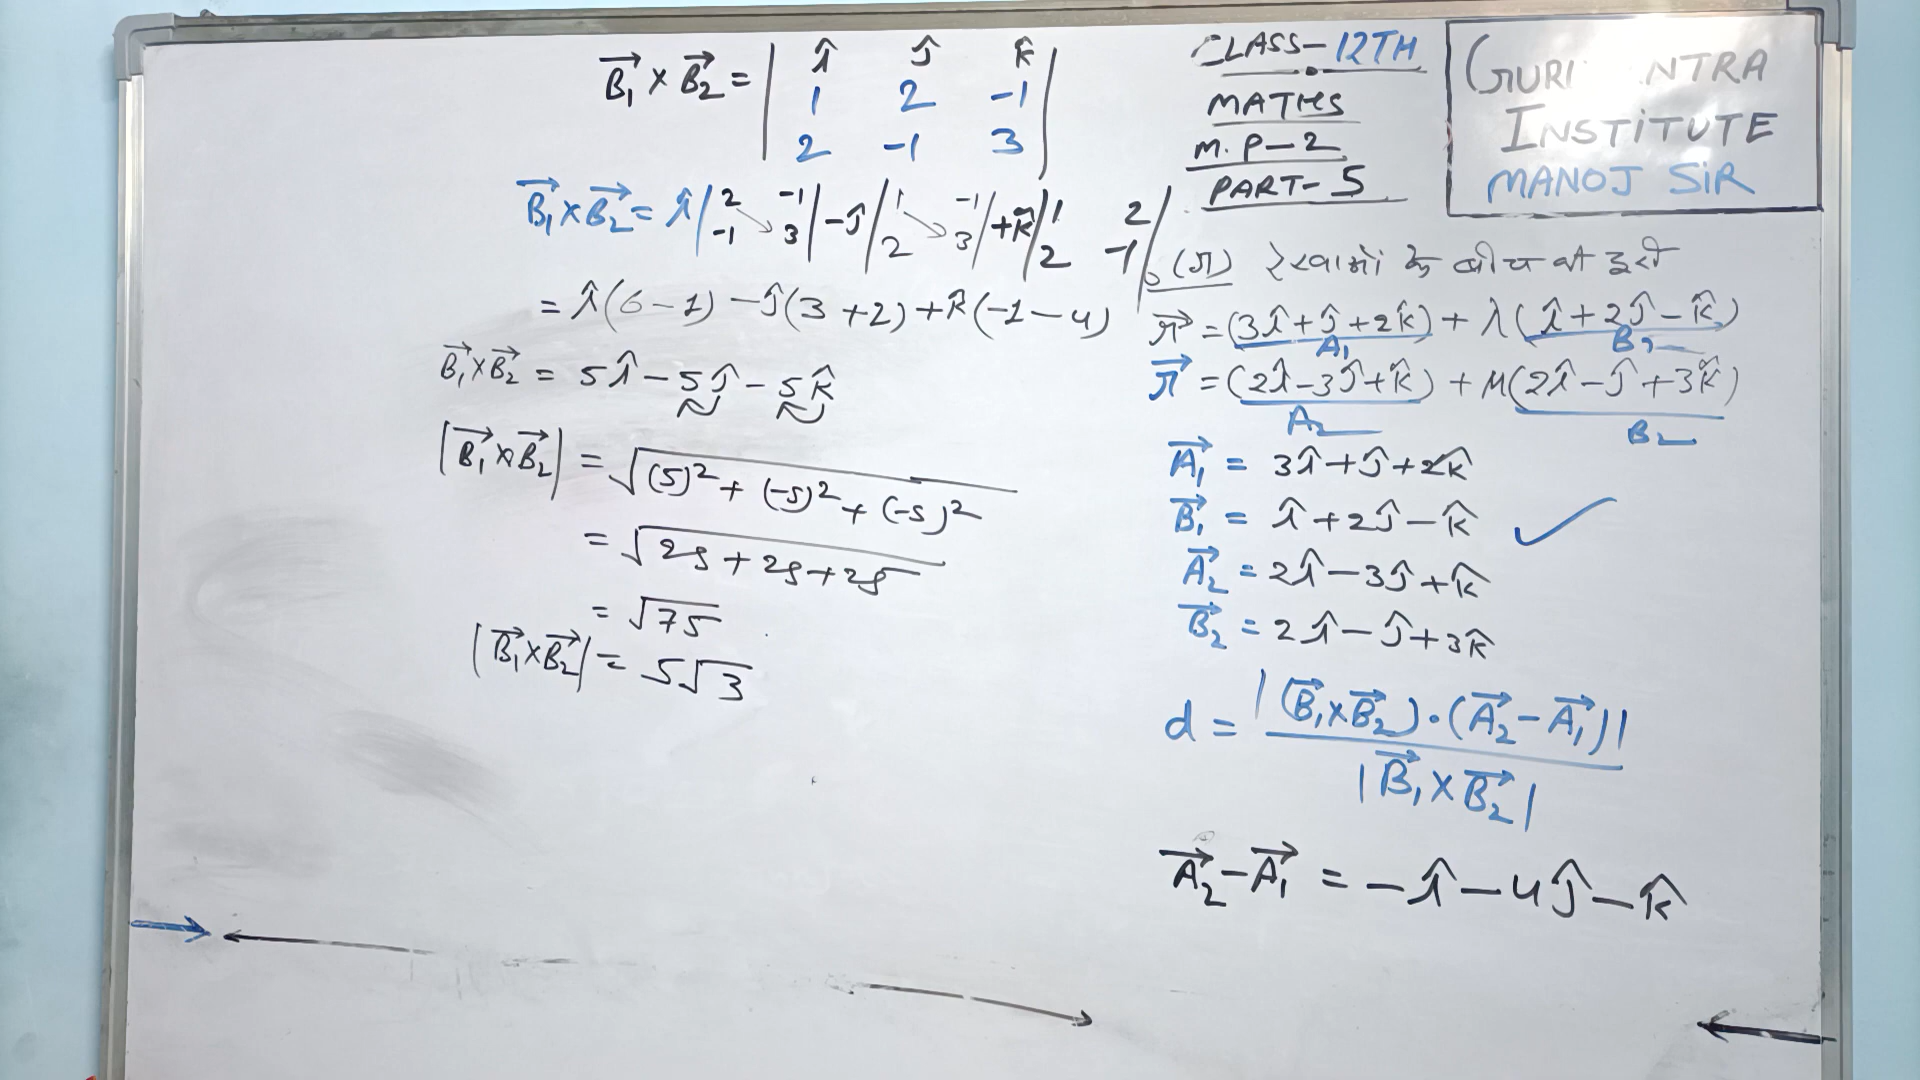 CLASS-12TH
MATHS
M.P-2
PART-5
INSTITUTE
MANOJ SIR
B₁ × B₂ = | î ĵ k̂ |
| 1 2 -1 |
| 2 -1 3 |
B₁×B₂ = î | 2 -1 | - ĵ | 1 -1 | + k̂ | 1 2 |
| -1 3 | | 2 3 | | 2 -1 |
= î(6-1) - ĵ(3+2) + k̂(-1-4)
B₁×B₂ = 5î - 5ĵ - 5k̂
|B₁×B₂| = √(5)² + (-5)² + (-5)²
= √25 + 25 + 25
= √75
|B₁×B₂| = 5√3
रेखाओं के बीच की दूरी
r = (3î+ĵ+2k̂) + λ(î+2ĵ-k̂)
A₁ B₁
r = (2î-3ĵ+k̂) + μ(2î-ĵ+3k̂)
A₂ B₂
A₁ = 3î+ĵ+2k̂
B₁ = î+2ĵ-k̂ ✓
A₂ = 2î-3ĵ+k̂
B₂ = 2î-ĵ+3k̂
d = |(B₁×B₂)·(A₂-A₁)|
|B₁×B₂|
A₂-A₁ = -î-4ĵ-k̂